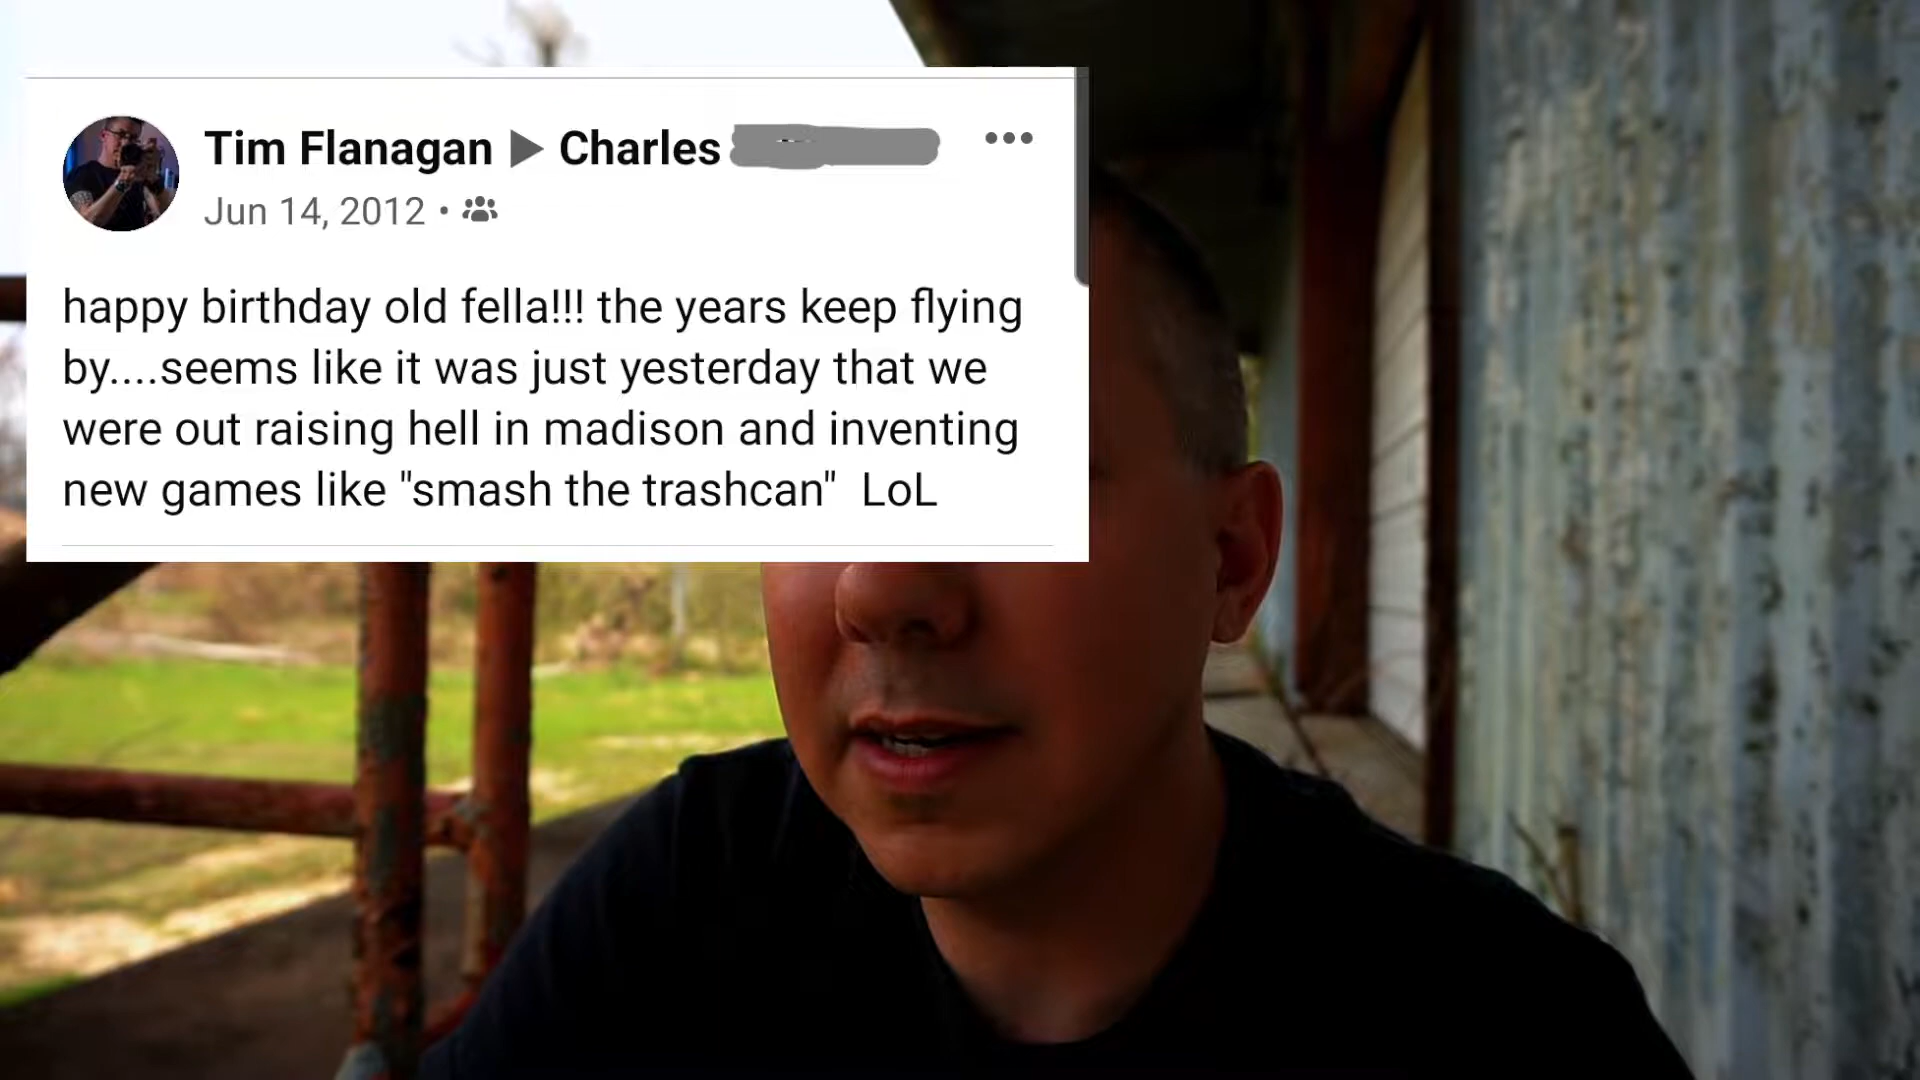 Tim Flanagan ▶ Charles
Jun 14, 2012 •
happy birthday old fella!!! the years keep flying
by....seems like it was just yesterday that we
were out raising hell in madison and inventing
new games like "smash the trashcan"  LoL